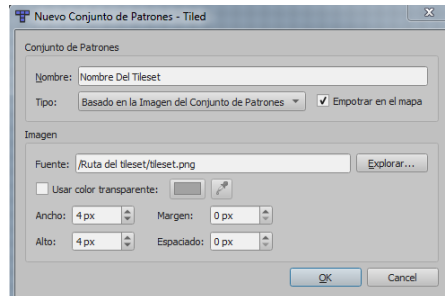 Nuevo Conjunto de Patrones - Tiled
Conjunto de Patrones
Nombre: Nombre Del Tileset
Tipo: Basado en la Imagen del Conjunto de Patrones Empotrar en el mapa
Imagen
Fuente: /Ruta del tileset/tileset.png Explorar...
Usar color transparente:
Ancho: 4 px Margen: 0 px
Alto: 4 px Espaciado: 0 px
OK Cancel